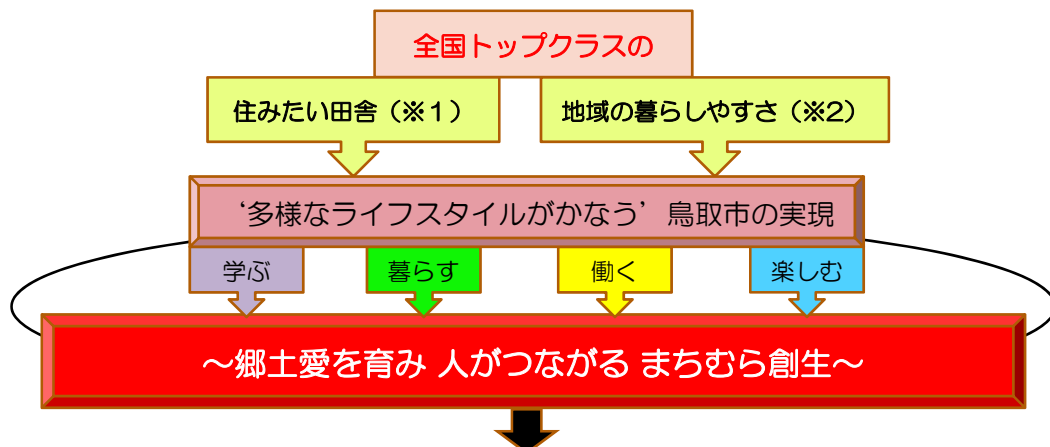 全国トップクラスの
住みたい田舎（※１）
地域の暮らしやすさ（※2）
‘多様なライフスタイルがかなう’鳥取市の実現
学ぶ
暮らす
働く
楽しむ
～郷土愛を育み 人がつながる まちむら創生～